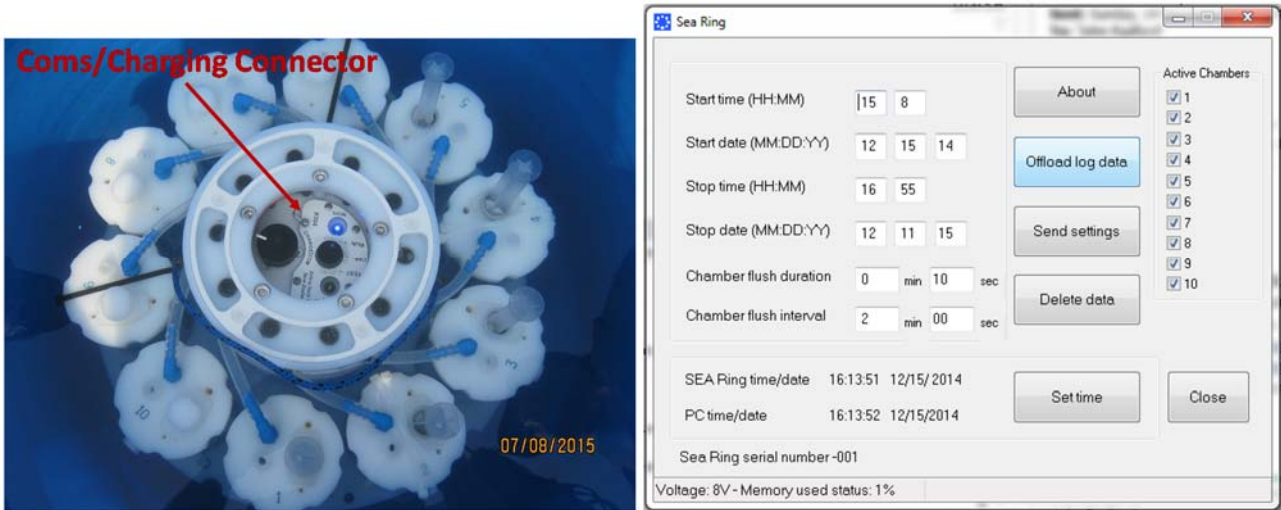 Coms/Charging Connector
5
8
3
10
1
07/08/2015
Sea Ring
Start time (HH:MM) 15 8
Start date (MM:DD:YY) 12 15 14
Stop time (HH:MM) 16 55
Stop date (MM:DD:YY) 12 11 15
Chamber flush duration 0 min 10 sec
Chamber flush interval 2 min 00 sec
About
Offload log data
Send settings
Delete data
Active Chambers
1
2
3
4
5
6
7
8
9
10
SEA Ring time/date 16:13:51 12/15/2014
PC time/date 16:13:52 12/15/2014
Set time
Close
Sea Ring serial number -001
Voltage: 8V - Memory used status: 1%